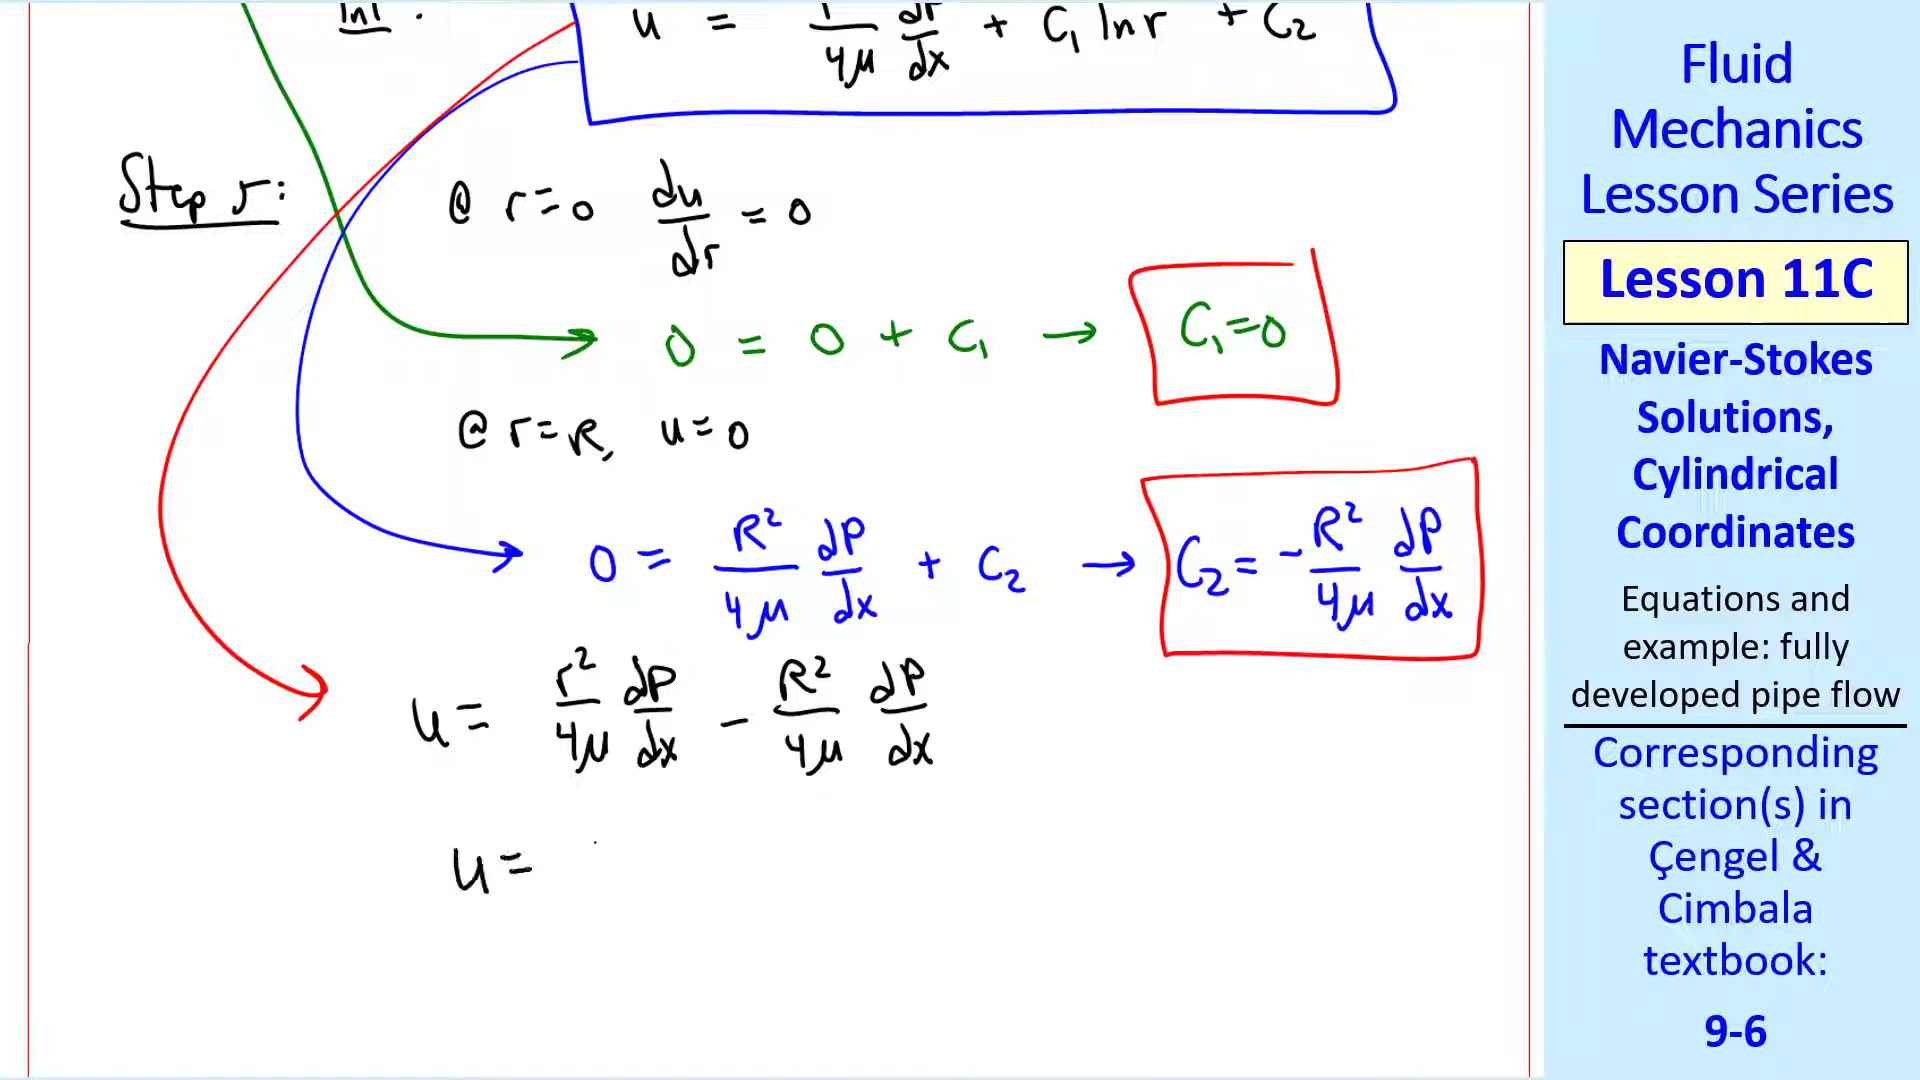 Int.
u = 1/4μ dP/dx + C₁ ln r + C₂
Step 5:
@ r=0 du/dr = 0
0 = 0 + C₁ → C₁=0
@ r=R, u=0
0 = R²/4μ dP/dx + C₂ → C₂= -R²/4μ dP/dx
u = r²/4μ dP/dx - R²/4μ dP/dx
u =
Fluid
Mechanics
Lesson Series
Lesson 11C
Navier-Stokes
Solutions,
Cylindrical
Coordinates
Equations and
example: fully
developed pipe flow
Corresponding
section(s) in
Çengel &
Cimbala
textbook:
9-6